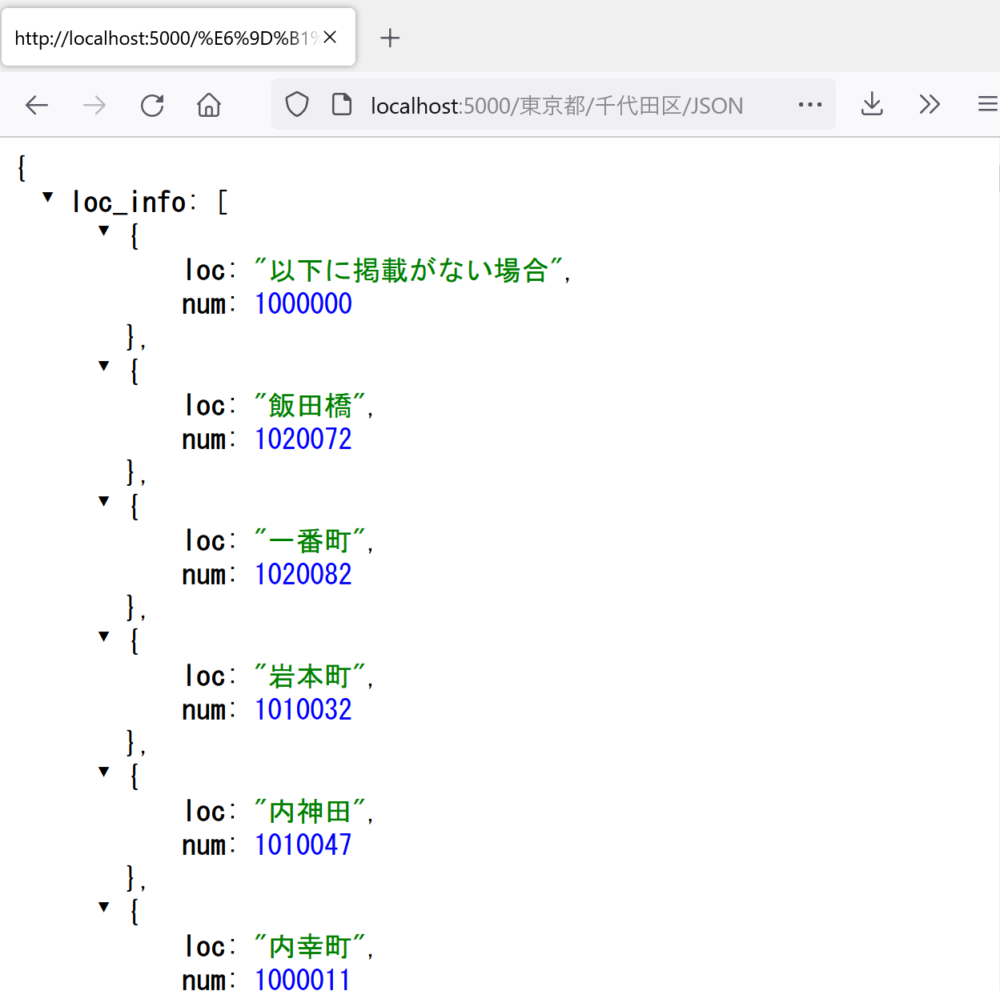 http://localhost:5000/%E6%9D%B1%
localhost:5000/東京都/千代田区/JSON
{
loc_info: [
{
loc: "以下に掲載がない場合",
num: 1000000
},
{
loc: "飯田橋",
num: 1020072
},
{
loc: "一番町",
num: 1020082
},
{
loc: "岩本町",
num: 1010032
},
{
loc: "内神田",
num: 1010047
},
{
loc: "内幸町",
num: 1000011